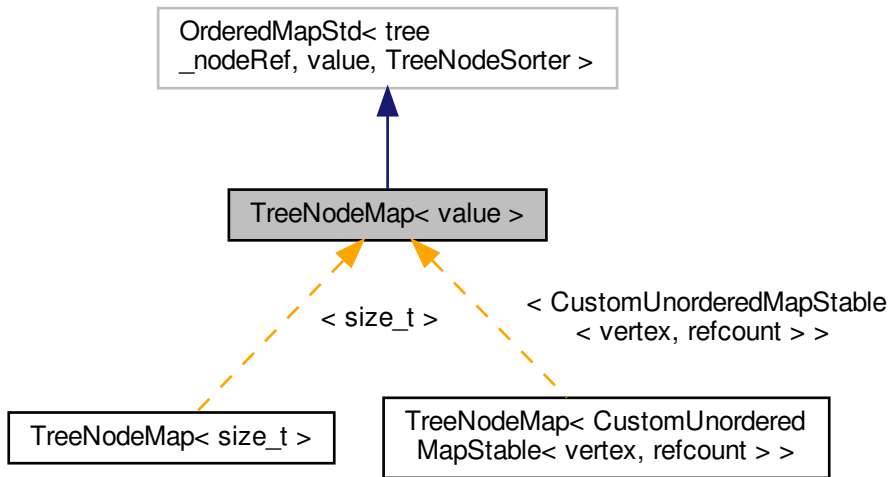 OrderedMapStd< tree
_nodeRef, value, TreeNodeSorter >
TreeNodeMap< value >
< size_t >
< CustomUnorderedMapStable
< vertex, refcount > >
TreeNodeMap< size_t >
TreeNodeMap< CustomUnordered
MapStable< vertex, refcount > >